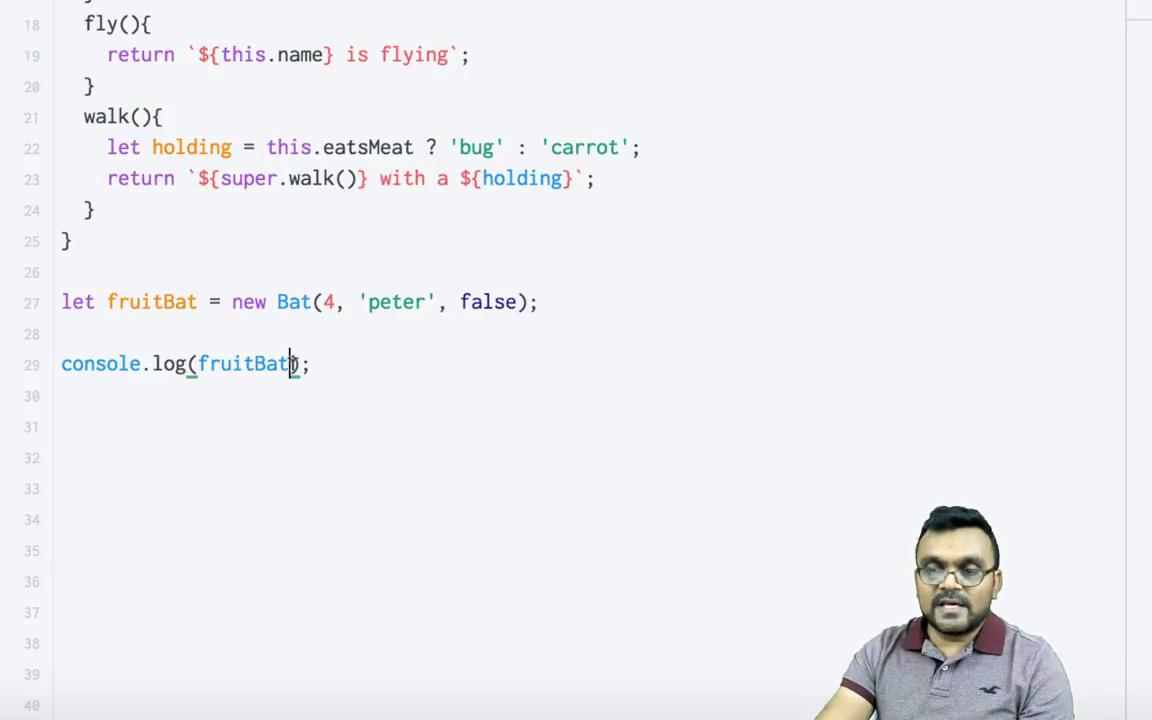 18 fly(){
19 return `${this.name} is flying`;
20 }
21 walk(){
22 let holding = this.eatsMeat ? 'bug' : 'carrot';
23 return `${super.walk()} with a ${holding}`;
24 }
25 }
26
27 let fruitBat = new Bat(4, 'peter', false);
28
29 console.log(fruitBat);
30
31
32
33
34
35
36
37
38
39
40